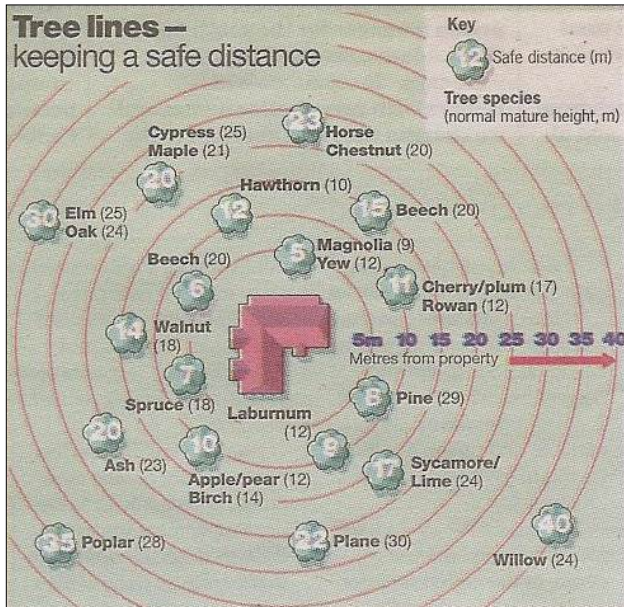 Tree lines –
keeping a safe distance
Key
12 Safe distance (m)
Tree species
(normal mature height, m)
23 Horse
Chestnut (20)
Cypress (25)
Maple (21)
20
Hawthorn (10)
12
15 Beech (20)
30 Elm (25)
Oak (24)
5 Magnolia (9)
Yew (12)
Beech (20)
6
11 Cherry/plum (17)
Rowan (12)
14 Walnut
(18)
5m 10 15 20 25 30 35 40
Metres from property
7
Spruce (18)
Laburnum
(12)
9
8 Pine (29)
20
Ash (23)
10
Apple/pear (12)
Birch (14)
17 Sycamore/
Lime (24)
35 Poplar (28)
22 Plane (30)
40
Willow (24)